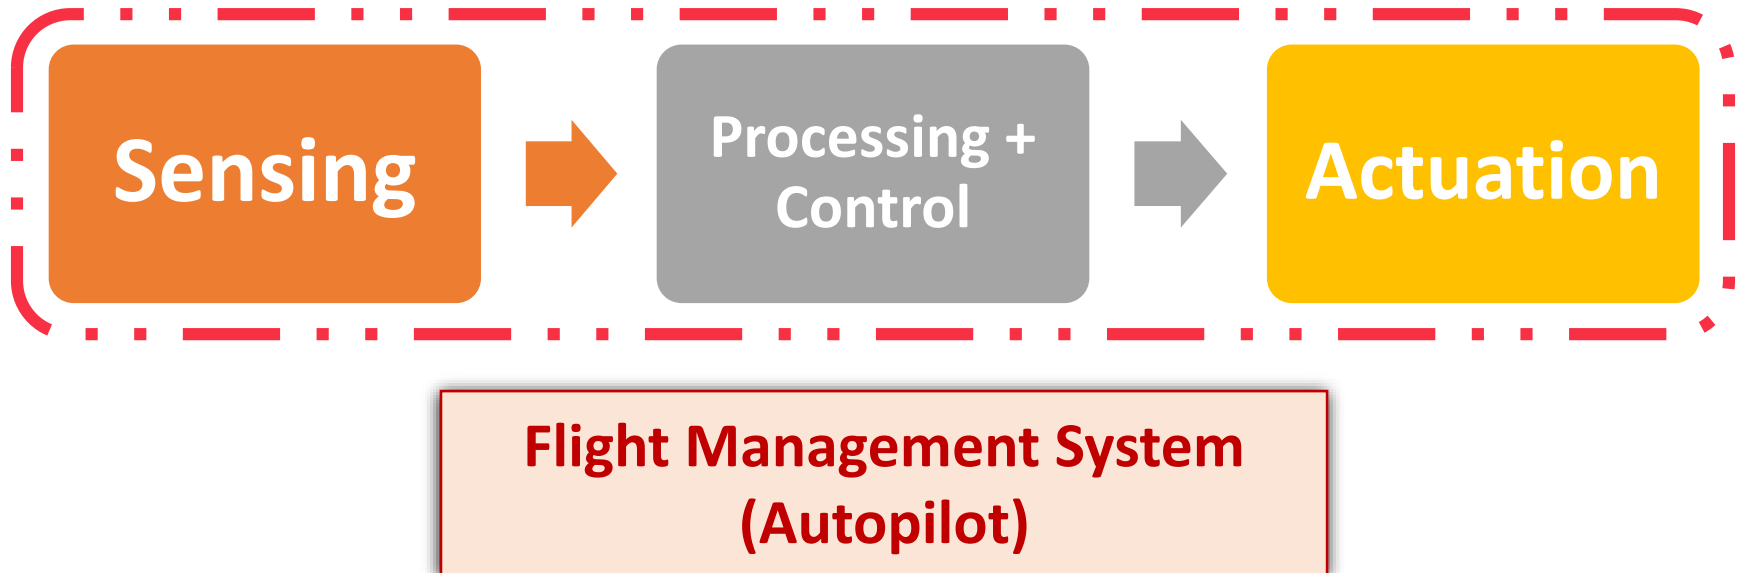 Sensing
Processing +
Control
Actuation
Flight Management System
(Autopilot)